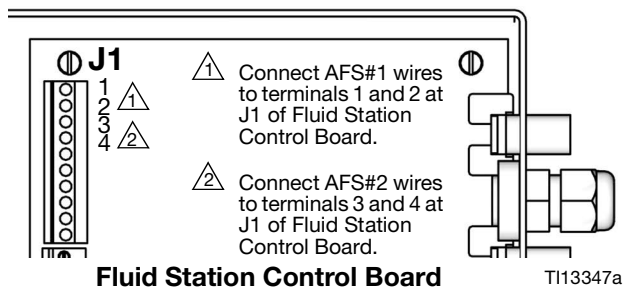 J1
1
2
3
4
1
2
1 Connect AFS#1 wires
to terminals 1 and 2 at
J1 of Fluid Station
Control Board.
2 Connect AFS#2 wires
to terminals 3 and 4 at
J1 of Fluid Station
Control Board.
Fluid Station Control Board
TI13347a